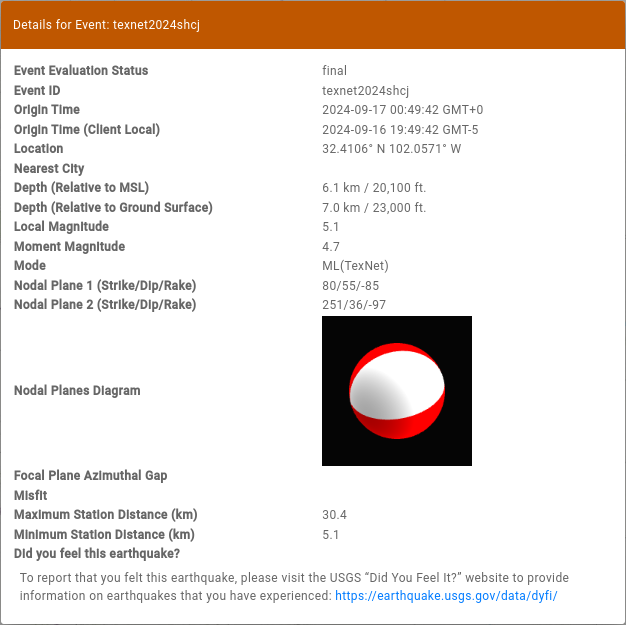 Details for Event: texnet2024shcj
Event Evaluation Status final
Event ID texnet2024shcj
Origin Time 2024-09-17 00:49:42 GMT+0
Origin Time (Client Local) 2024-09-16 19:49:42 GMT-5
Location 32.4106° N 102.0571° W
Nearest City
Depth (Relative to MSL) 6.1 km / 20,100 ft.
Depth (Relative to Ground Surface) 7.0 km / 23,000 ft.
Local Magnitude 5.1
Moment Magnitude 4.7
Mode ML(TexNet)
Nodal Plane 1 (Strike/Dip/Rake) 80/55/-85
Nodal Plane 2 (Strike/Dip/Rake) 251/36/-97
Nodal Planes Diagram
Focal Plane Azimuthal Gap
Misfit
Maximum Station Distance (km) 30.4
Minimum Station Distance (km) 5.1
Did you feel this earthquake?
To report that you felt this earthquake, please visit the USGS “Did You Feel It?” website to provide
information on earthquakes that you have experienced: https://earthquake.usgs.gov/data/dyfi/